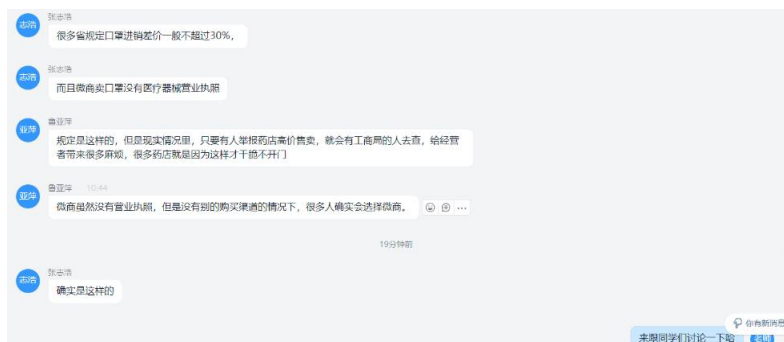 张志浩
志浩
很多省规定口罩进销差价一般不超过30%，
张志浩
志浩
而且微商卖口罩没有医疗器械营业执照
鲁亚萍
亚萍
规定是这样的，但是现实情况里，只要有人举报药店高价售卖，就会有工商局的人去查，给经营
者带来很多麻烦，很多药店就是因为这样才干脆不开门
鲁亚萍 10:44
亚萍
微商虽然没有营业执照，但是没有别的购买渠道的情况下，很多人确实会选择微商。
19分钟前
张志浩
志浩
确实是这样的
你有新消息
来跟同学们讨论一下哈